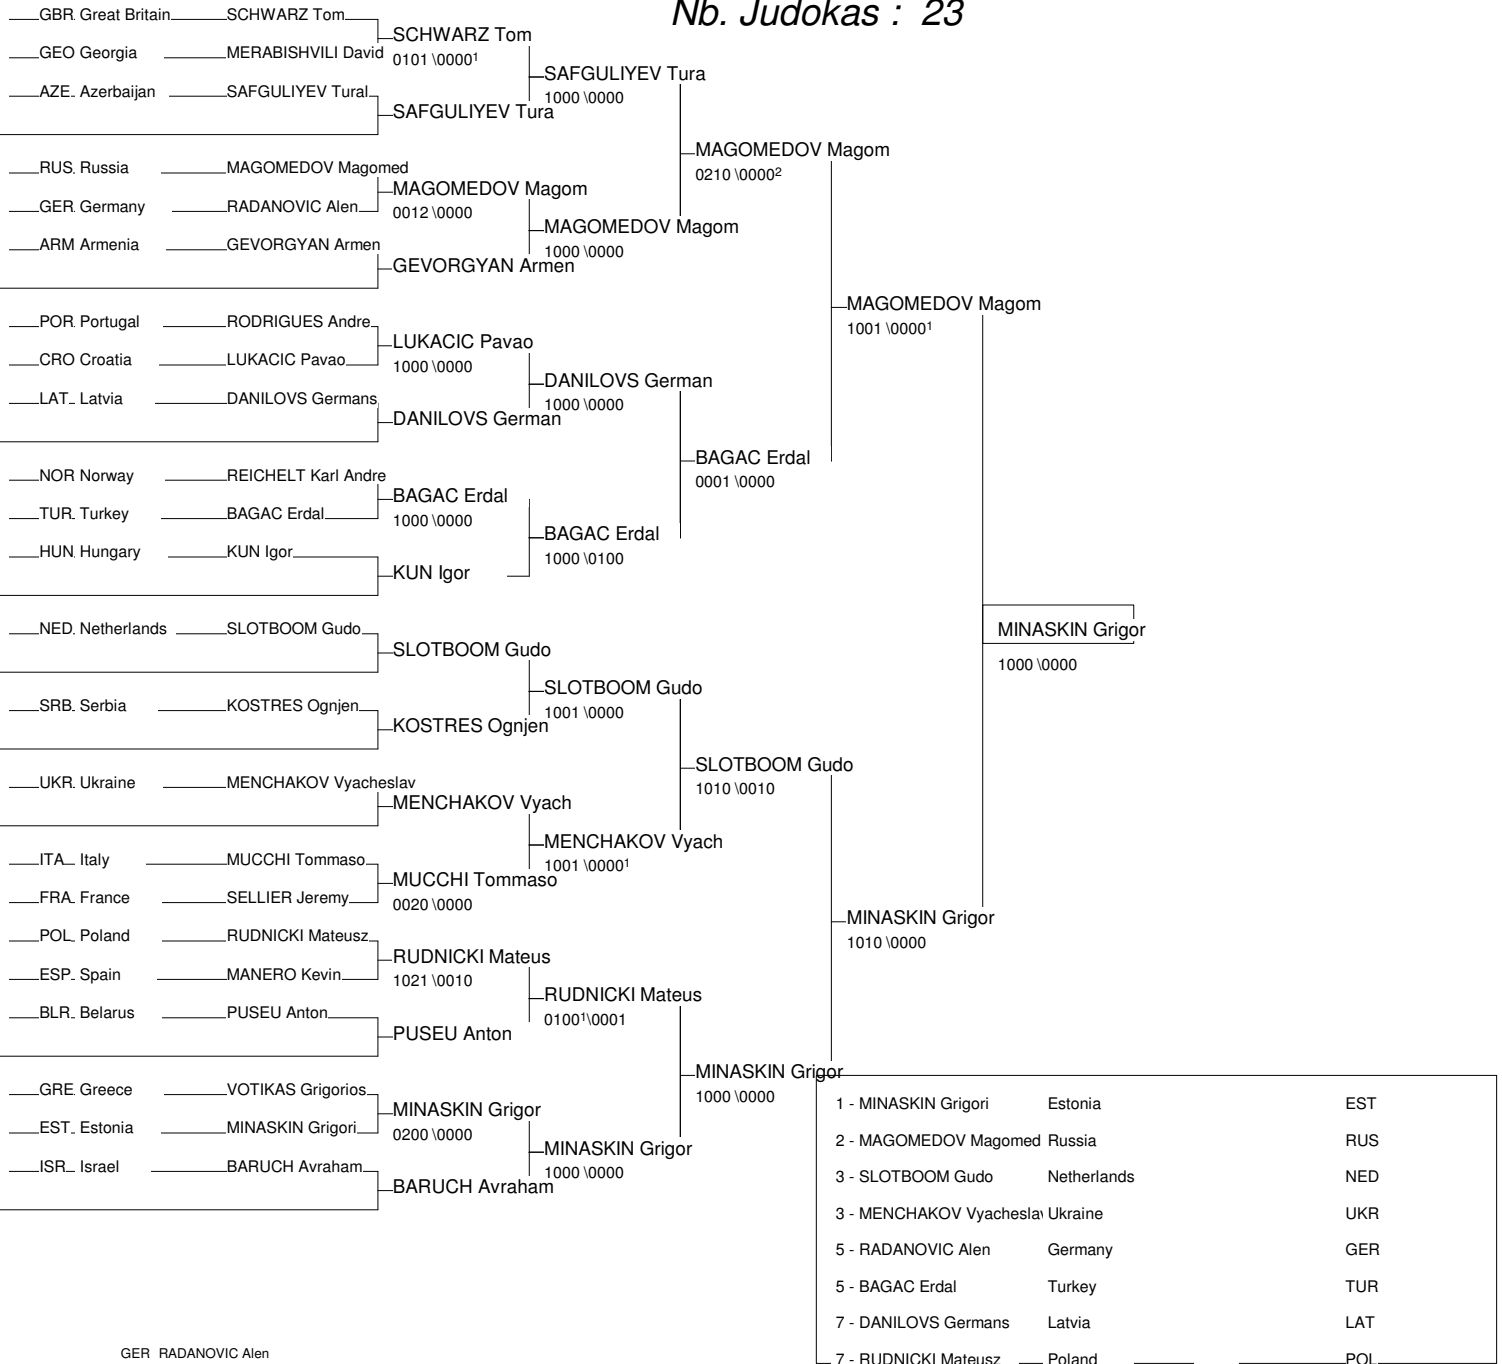 Nb. Judokas : 23
GBR Great Britain SCHWARZ Tom
SCHWARZ Tom
0101 \0000¹
GEO Georgia MERABISHVILI David
SAFGULIYEV Tura
1000 \0000
AZE Azerbaijan SAFGULIYEV Tural
SAFGULIYEV Tura
MAGOMEDOV Magom
0210 \0000²
RUS Russia MAGOMEDOV Magomed
MAGOMEDOV Magom
0012 \0000
GER Germany RADANOVIC Alen
MAGOMEDOV Magom
1000 \0000
ARM Armenia GEVORGYAN Armen
GEVORGYAN Armen
MAGOMEDOV Magom
1001 \0000¹
POR Portugal RODRIGUES Andre
LUKACIC Pavao
1000 \0000
CRO Croatia LUKACIC Pavao
DANILOVS German
1000 \0000
LAT Latvia DANILOVS Germans
DANILOVS German
BAGAC Erdal
0001 \0000
NOR Norway REICHELT Karl Andre
BAGAC Erdal
1000 \0000
TUR Turkey BAGAC Erdal
BAGAC Erdal
1000 \0100
HUN Hungary KUN Igor
KUN Igor
MINASKIN Grigor
1000 \0000
NED Netherlands SLOTBOOM Gudo
SLOTBOOM Gudo
SLOTBOOM Gudo
1001 \0000
SRB Serbia KOSTRES Ognjen
KOSTRES Ognjen
SLOTBOOM Gudo
1010 \0010
UKR Ukraine MENCHAKOV Vyacheslav
MENCHAKOV Vyach
MENCHAKOV Vyach
1001 \0000¹
ITA Italy MUCCHI Tommaso
MUCCHI Tommaso
0020 \0000
FRA France SELLIER Jeremy
MINASKIN Grigor
1010 \0000
POL Poland RUDNICKI Mateusz
RUDNICKI Mateus
1021 \0010
ESP Spain MANERO Kevin
RUDNICKI Mateus
0100¹\0001
BLR Belarus PUSEU Anton
PUSEU Anton
MINASKIN Grigor
1000 \0000
GRE Greece VOTIKAS Grigorios
MINASKIN Grigor
0200 \0000
EST Estonia MINASKIN Grigori
MINASKIN Grigor
1000 \0000
ISR Israel BARUCH Avraham
BARUCH Avraham
1 - MINASKIN Grigori Estonia EST
2 - MAGOMEDOV Magomed Russia RUS
3 - SLOTBOOM Gudo Netherlands NED
3 - MENCHAKOV Vyacheslav Ukraine UKR
5 - RADANOVIC Alen Germany GER
5 - BAGAC Erdal Turkey TUR
7 - DANILOVS Germans Latvia LAT
7 - RUDNICKI Mateusz Poland POL
GER RADANOVIC Alen